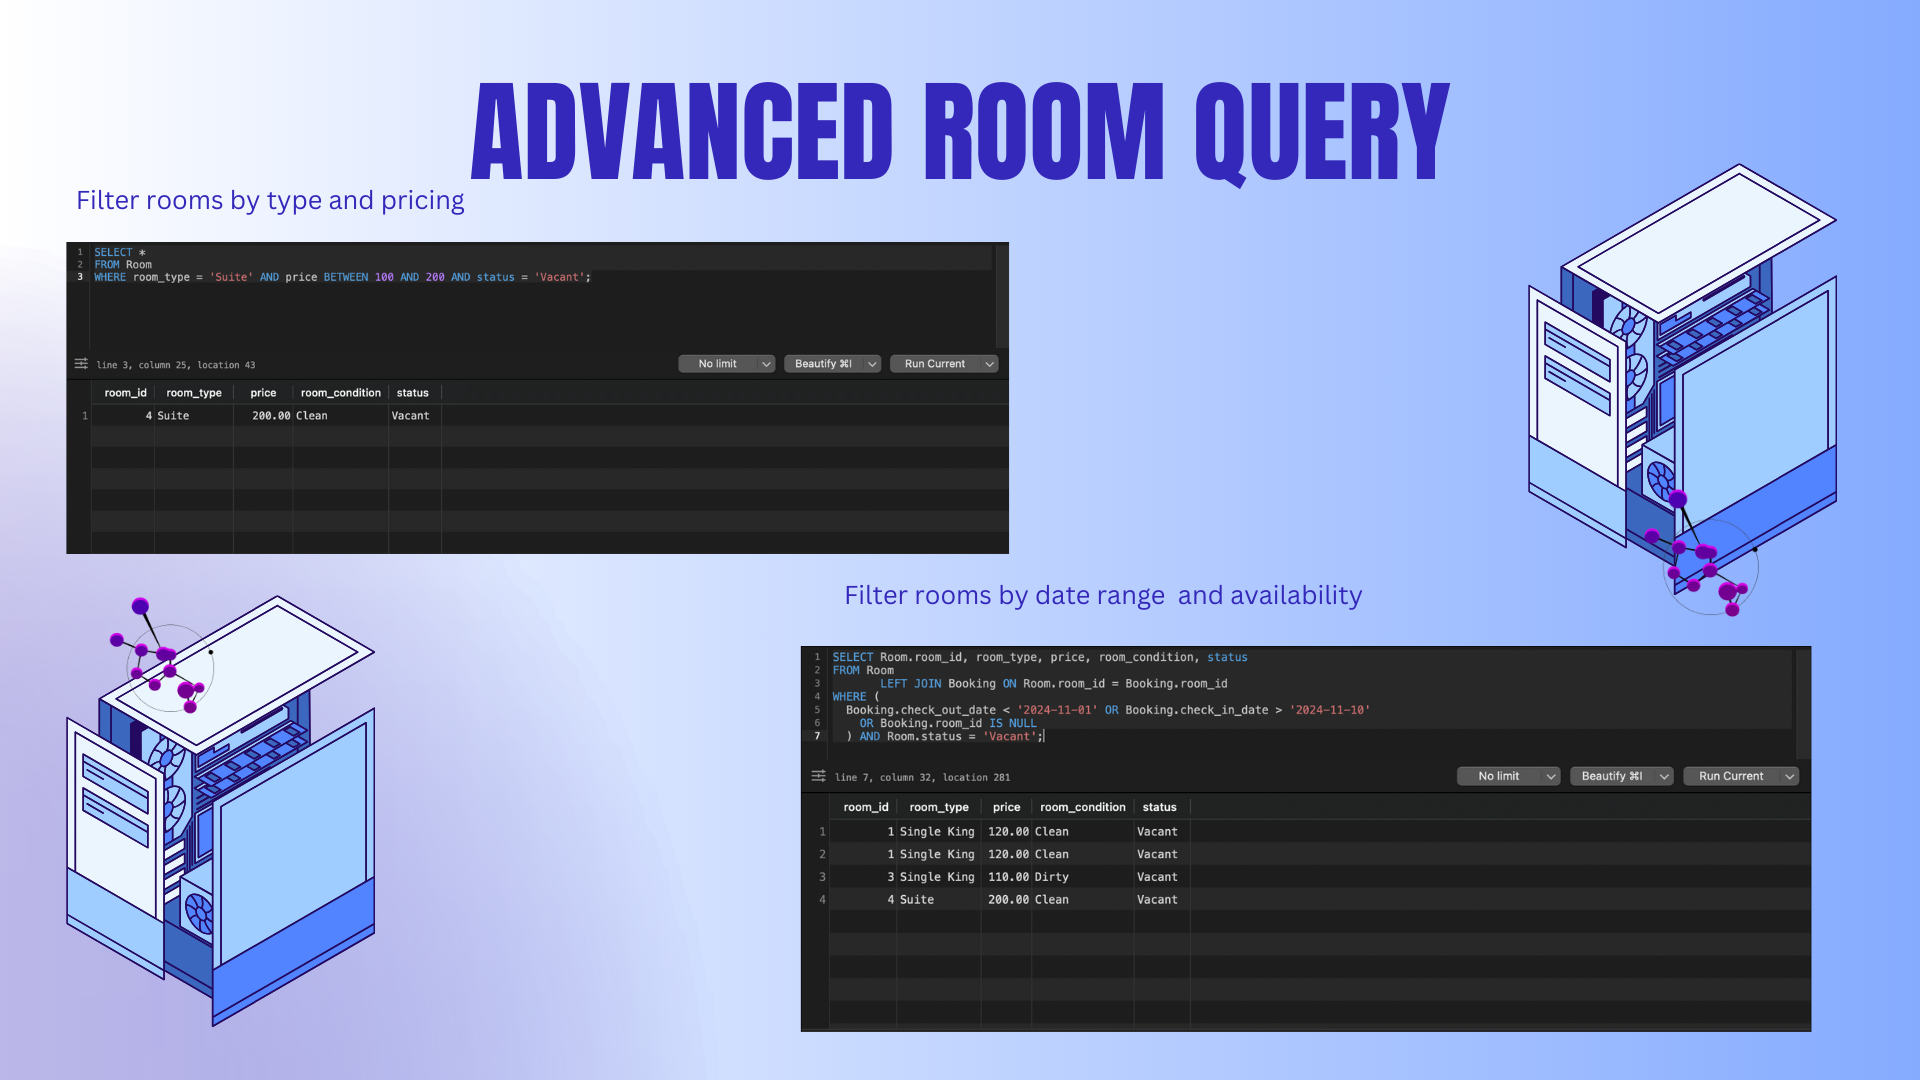 ADVANCED ROOM QUERY
Filter rooms by type and pricing
1 SELECT *
2 FROM Room
3 WHERE room_type = 'Suite' AND price BETWEEN 100 AND 200 AND status = 'Vacant';
line 3, column 25, location 43 No limit Beautify ⌘I Run Current
room_id room_type price room_condition status
1 4 Suite 200.00 Clean Vacant
Filter rooms by date range  and availability
1 SELECT Room.room_id, room_type, price, room_condition, status
2 FROM Room
3 LEFT JOIN Booking ON Room.room_id = Booking.room_id
4 WHERE (
5 Booking.check_out_date < '2024-11-01' OR Booking.check_in_date > '2024-11-10'
6 OR Booking.room_id IS NULL
7 ) AND Room.status = 'Vacant';
line 7, column 32, location 281 No limit Beautify ⌘I Run Current
room_id room_type price room_condition status
1 1 Single King 120.00 Clean Vacant
2 1 Single King 120.00 Clean Vacant
3 3 Single King 110.00 Dirty Vacant
4 4 Suite 200.00 Clean Vacant